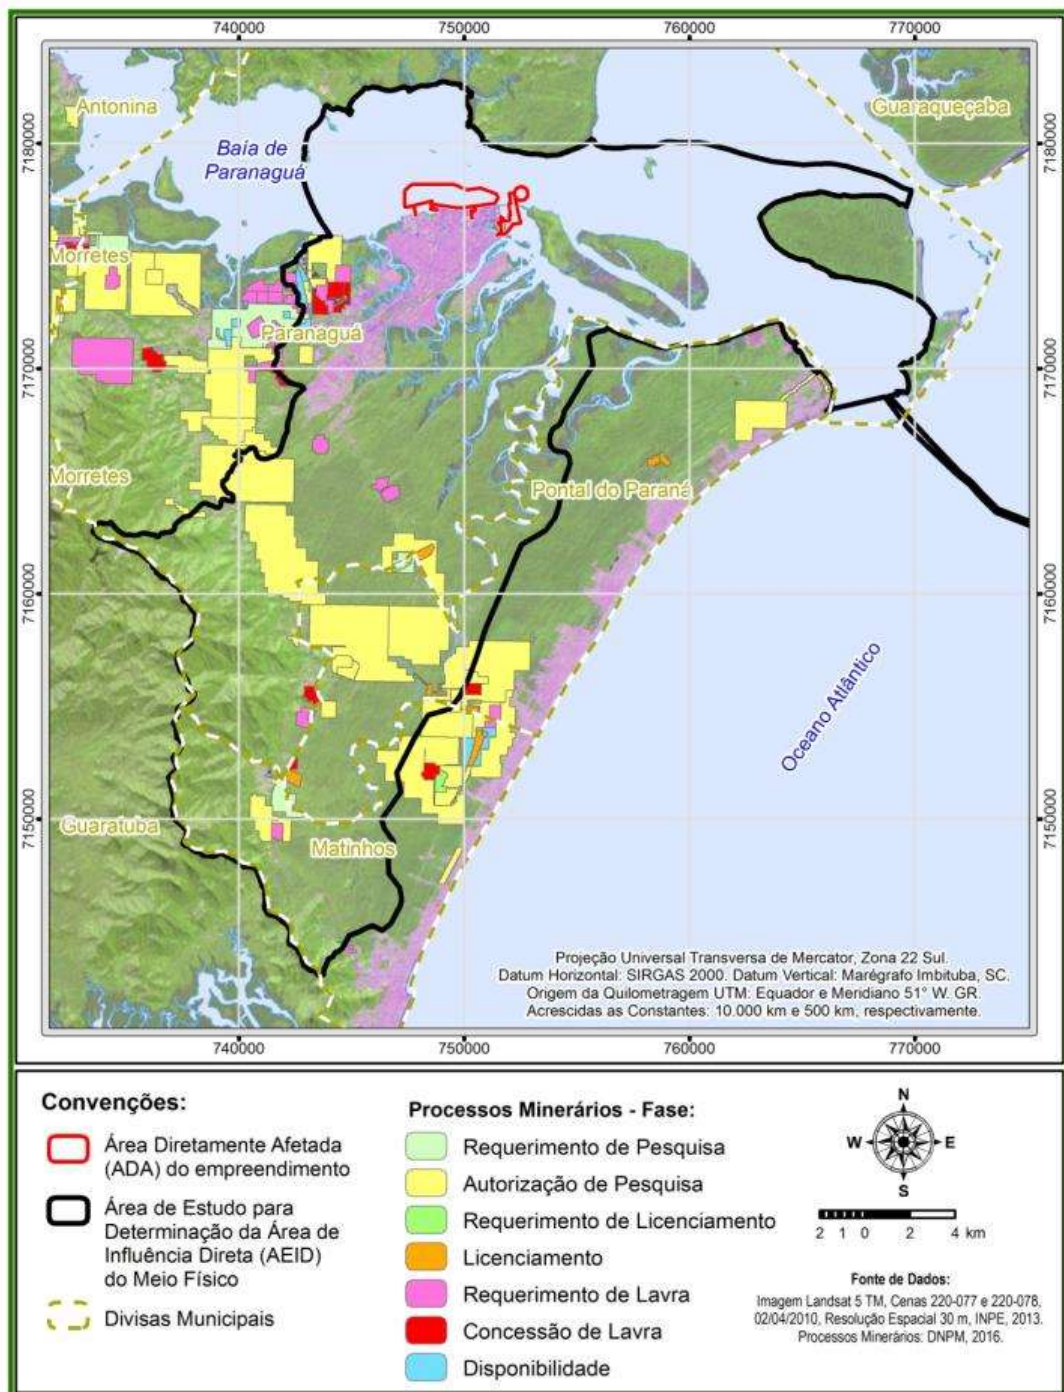 740000
750000
760000
770000
7180000
7180000
Antonina
Guaraqueçaba
Baía de
Paranaguá
Morretes
Paranaguá
7170000
7170000
Morretes
Pontal do Paraná
7160000
7160000
Oceano Atlântico
7150000
7150000
Guaratuba
Matinhos
Projeção Universal Transversa de Mercator, Zona 22 Sul.
Datum Horizontal: SIRGAS 2000. Datum Vertical: Marégrafo Imbituba, SC.
Origem da Quilometragem UTM: Equador e Meridiano 51° W. GR.
Acrescidas as Constantes: 10.000 km e 500 km, respectivamente.
740000
750000
760000
770000
Convenções:
Área Diretamente Afetada
(ADA) do empreendimento
Área de Estudo para
Determinação da Área de
Influência Direta (AEID)
do Meio Físico
Divisas Municipais
Processos Minerários - Fase:
Requerimento de Pesquisa
Autorização de Pesquisa
Requerimento de Licenciamento
Licenciamento
Requerimento de Lavra
Concessão de Lavra
Disponibilidade
N
W E
S
2 1 0 2 4 km
Fonte de Dados:
Imagem Landsat 5 TM, Cenas 220-077 e 220-078,
02/04/2010, Resolução Espacial 30 m, INPE, 2013.
Processos Minerários: DNPM, 2016.